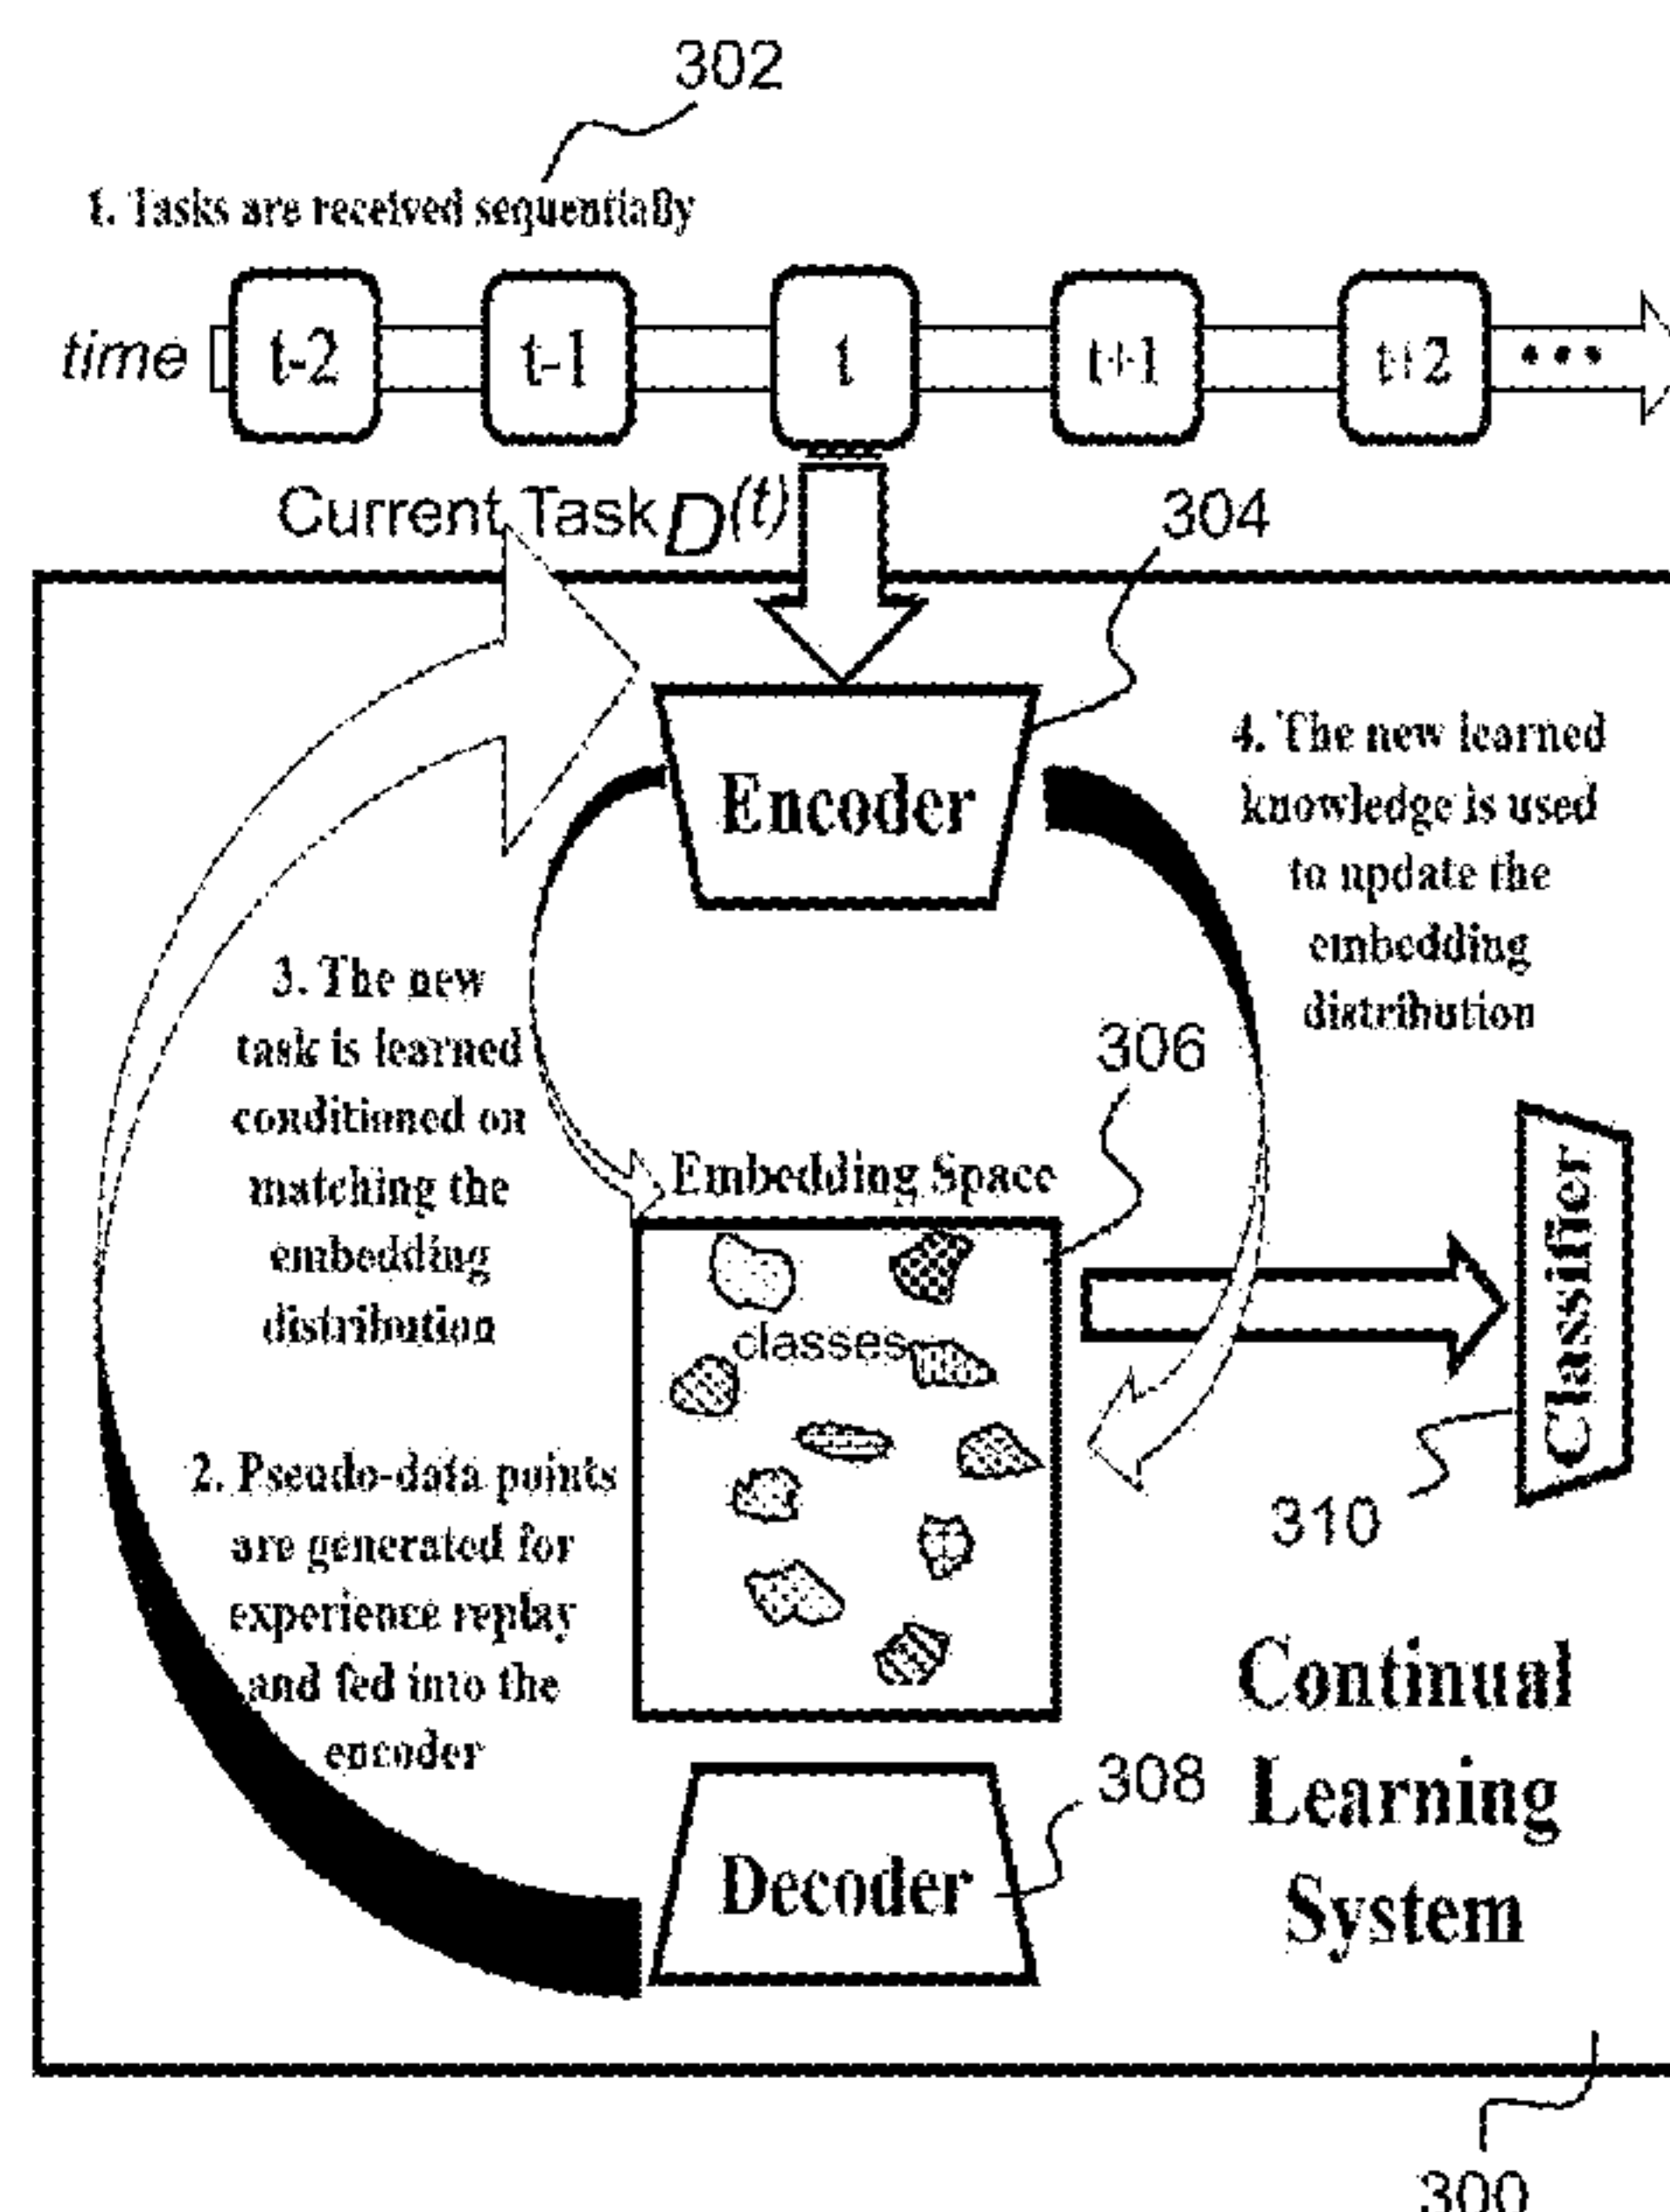 302
1. Tasks are received sequentially
time
t-2
t-1
t
t+1
t+2
•••
Current Task D(t)
304
Encoder
4. The new learned
knowledge is used
to update the
embedding
distribution
3. The new
task is learned
conditioned on
matching the
embedding
distribution
306
Embedding Space
classes
Classifier
310
2. Pseudo-data points
are generated for
experience replay
and fed into the
encoder
308
Decoder
Continual
Learning
System
300